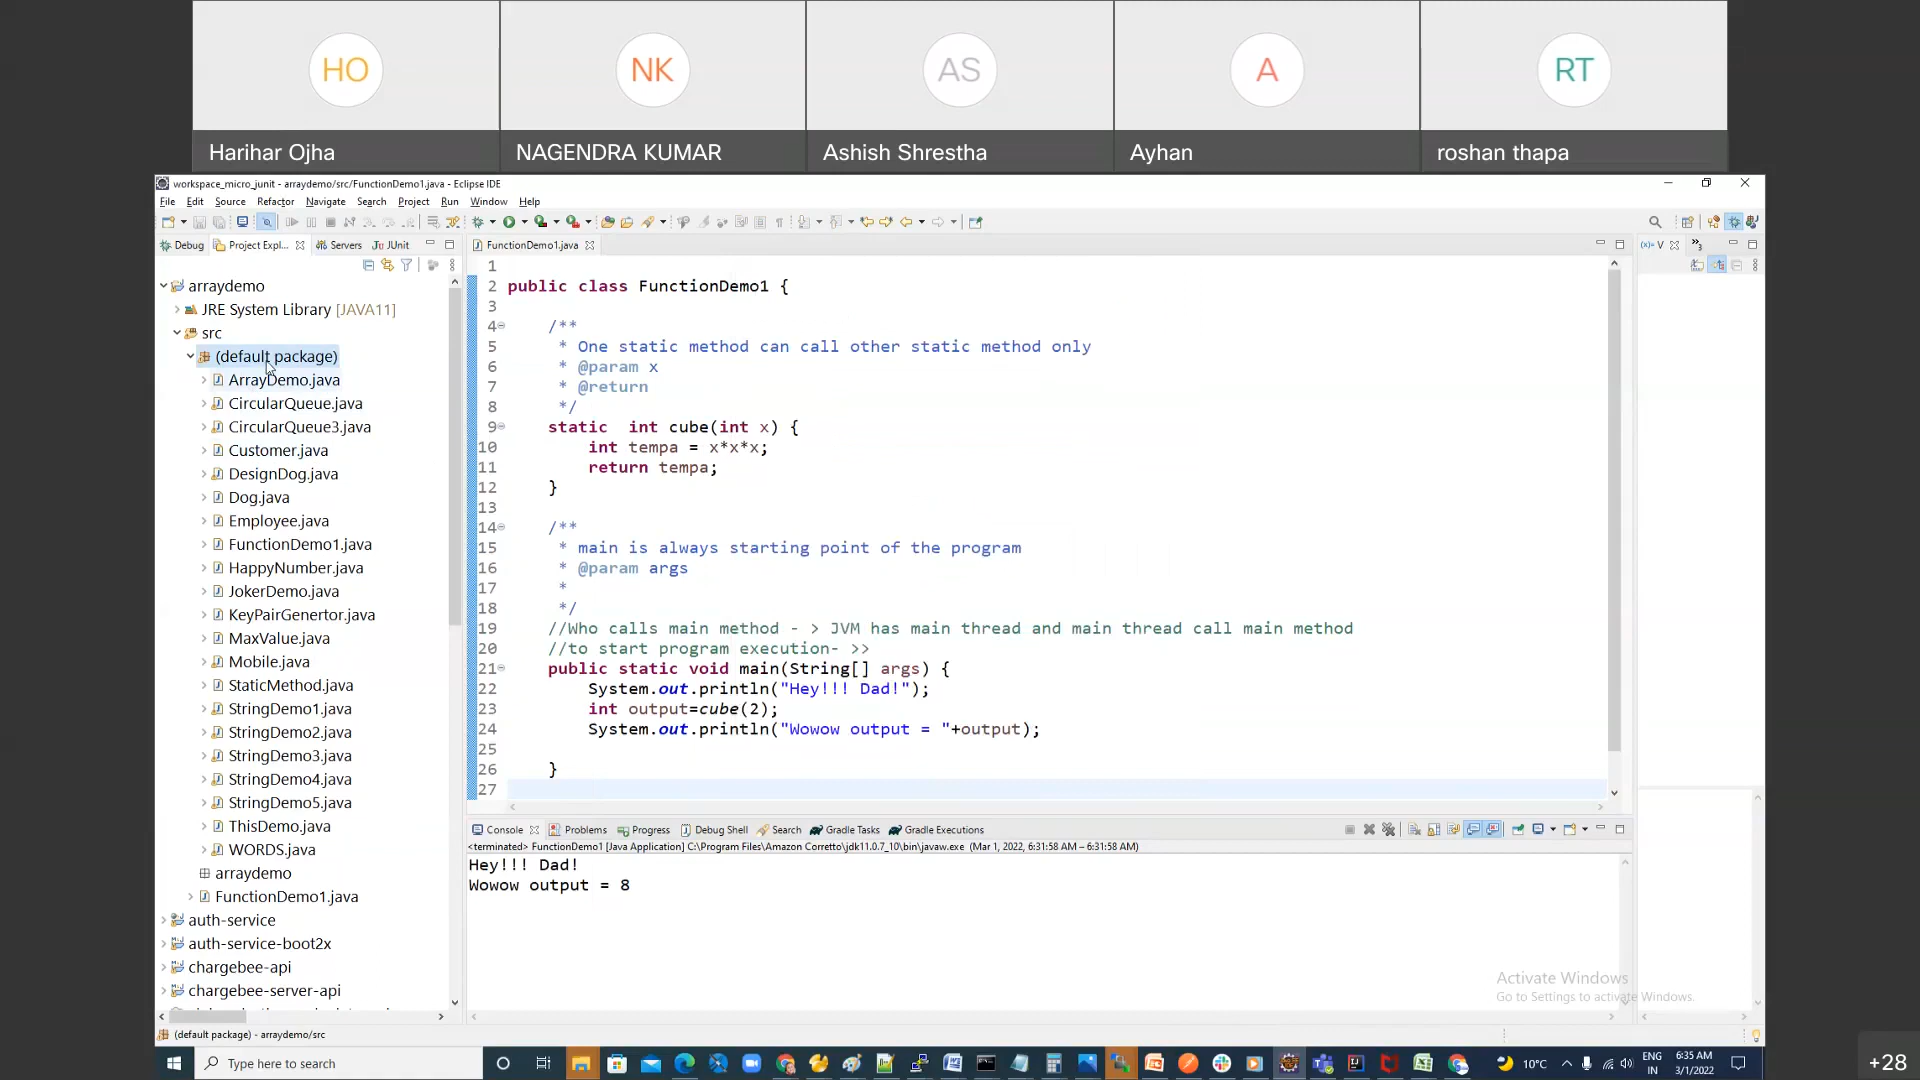 HO
NK
AS
A
RT
Harihar Ojha
NAGENDRA KUMAR
Ashish Shrestha
Ayhan
roshan thapa
workspace_micro_junit - arraydemo/src/FunctionDemo1.java - Eclipse IDE
File Edit Source Refactor Navigate Search Project Run Window Help
Debug Project Expl... Servers JUnit
FunctionDemo1.java
(x)= V
arraydemo
JRE System Library [JAVA11]
src
(default package)
ArrayDemo.java
CircularQueue.java
CircularQueue3.java
Customer.java
DesignDog.java
Dog.java
Employee.java
FunctionDemo1.java
HappyNumber.java
JokerDemo.java
KeyPairGenertor.java
MaxValue.java
Mobile.java
StaticMethod.java
StringDemo1.java
StringDemo2.java
StringDemo3.java
StringDemo4.java
StringDemo5.java
ThisDemo.java
WORDS.java
arraydemo
FunctionDemo1.java
auth-service
auth-service-boot2x
chargebee-api
chargebee-server-api
1
2 public class FunctionDemo1 {
3
4 /**
5 * One static method can call other static method only
6 * @param x
7 * @return
8 */
9 static  int cube(int x) {
10 int tempa = x*x*x;
11 return tempa;
12 }
13
14 /**
15 * main is always starting point of the program
16 * @param args
17 *
18 */
19 //Who calls main method - > JVM has main thread and main thread call main method
20 //to start program execution- >>
21 public static void main(String[] args) {
22 System.out.println("Hey!!! Dad!");
23 int output=cube(2);
24 System.out.println("Wowow output = "+output);
25
26 }
27
Console Problems Progress Debug Shell Search Gradle Tasks Gradle Executions
<terminated> FunctionDemo1 [Java Application] C:\Program Files\Amazon Corretto\jdk11.0.7_10\bin\javaw.exe (Mar 1, 2022, 6:31:58 AM – 6:31:58 AM)
Hey!!! Dad!
Wowow output = 8
Activate Windows
Go to Settings to activate Windows.
(default package) - arraydemo/src
Type here to search
10°C
ENG
IN
6:35 AM
3/1/2022
+28